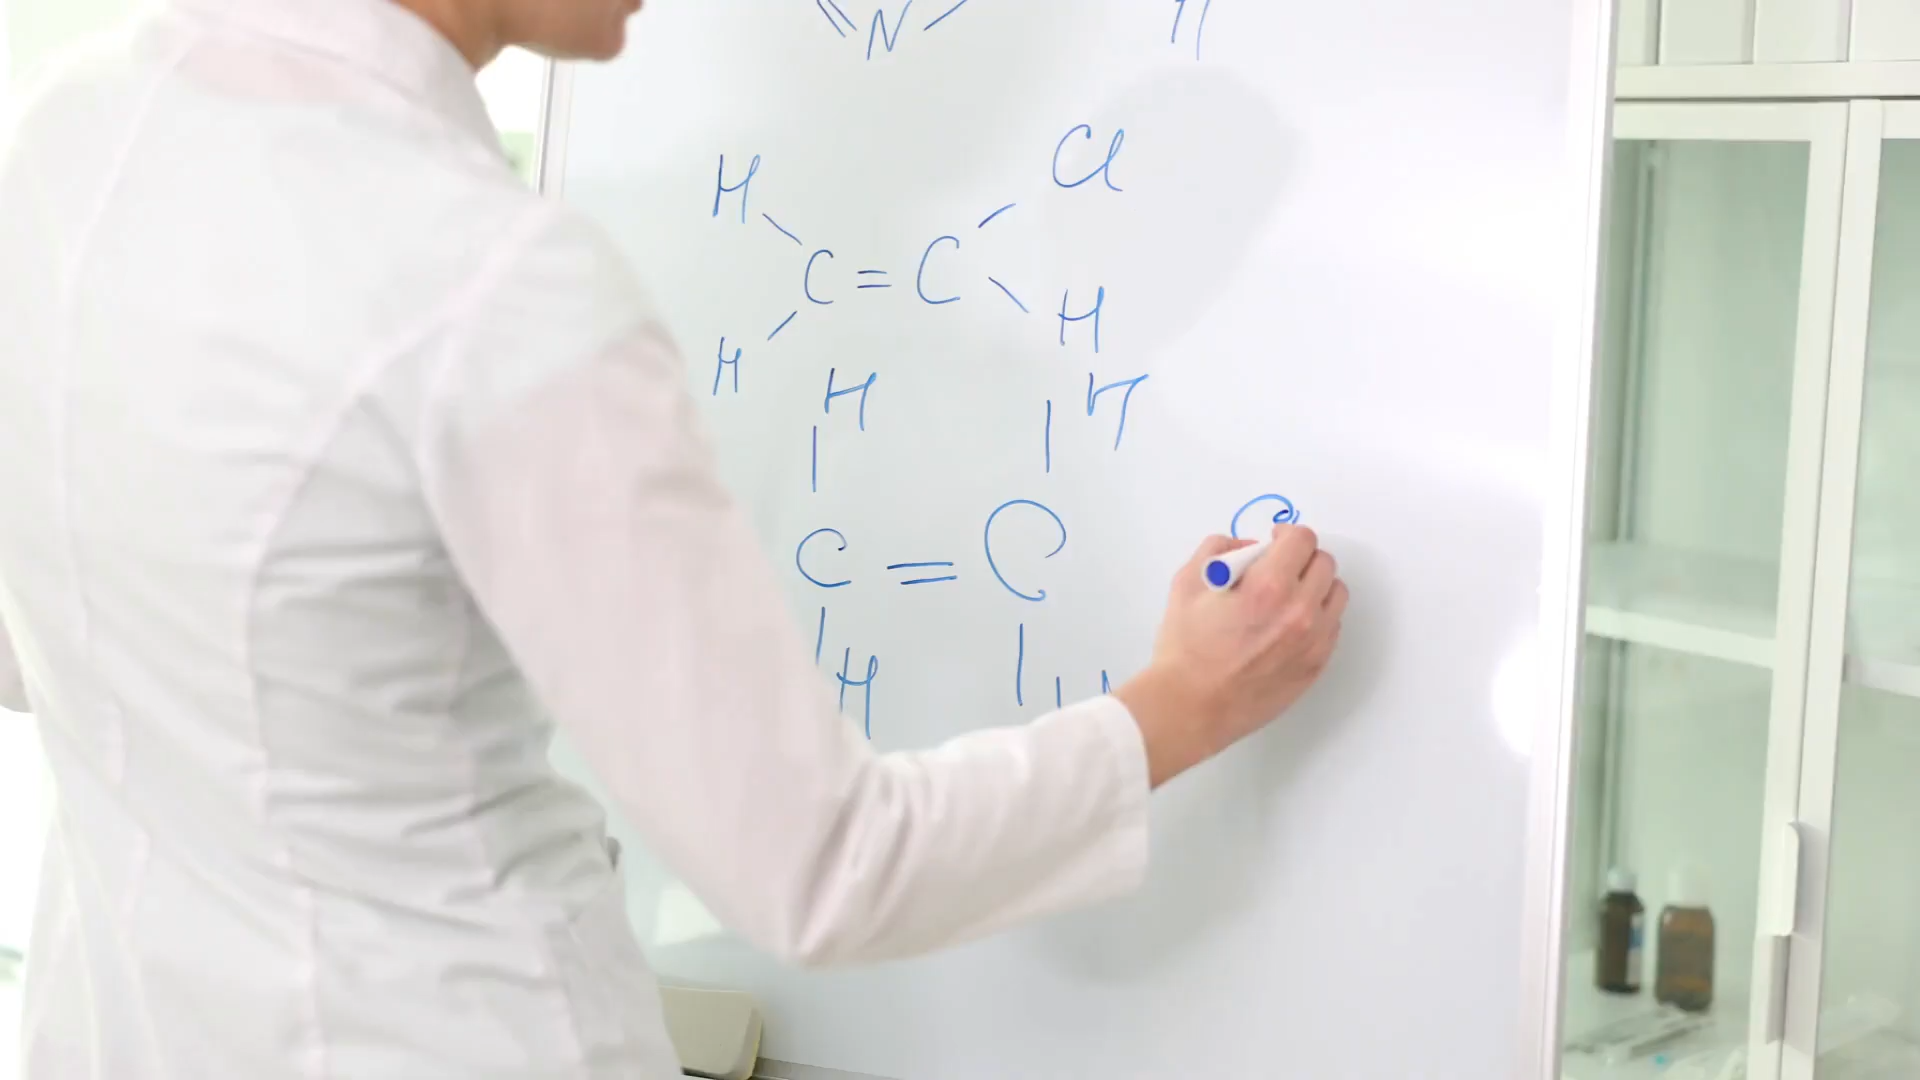 N
H Cl
C = C
H H
H
C = C
H